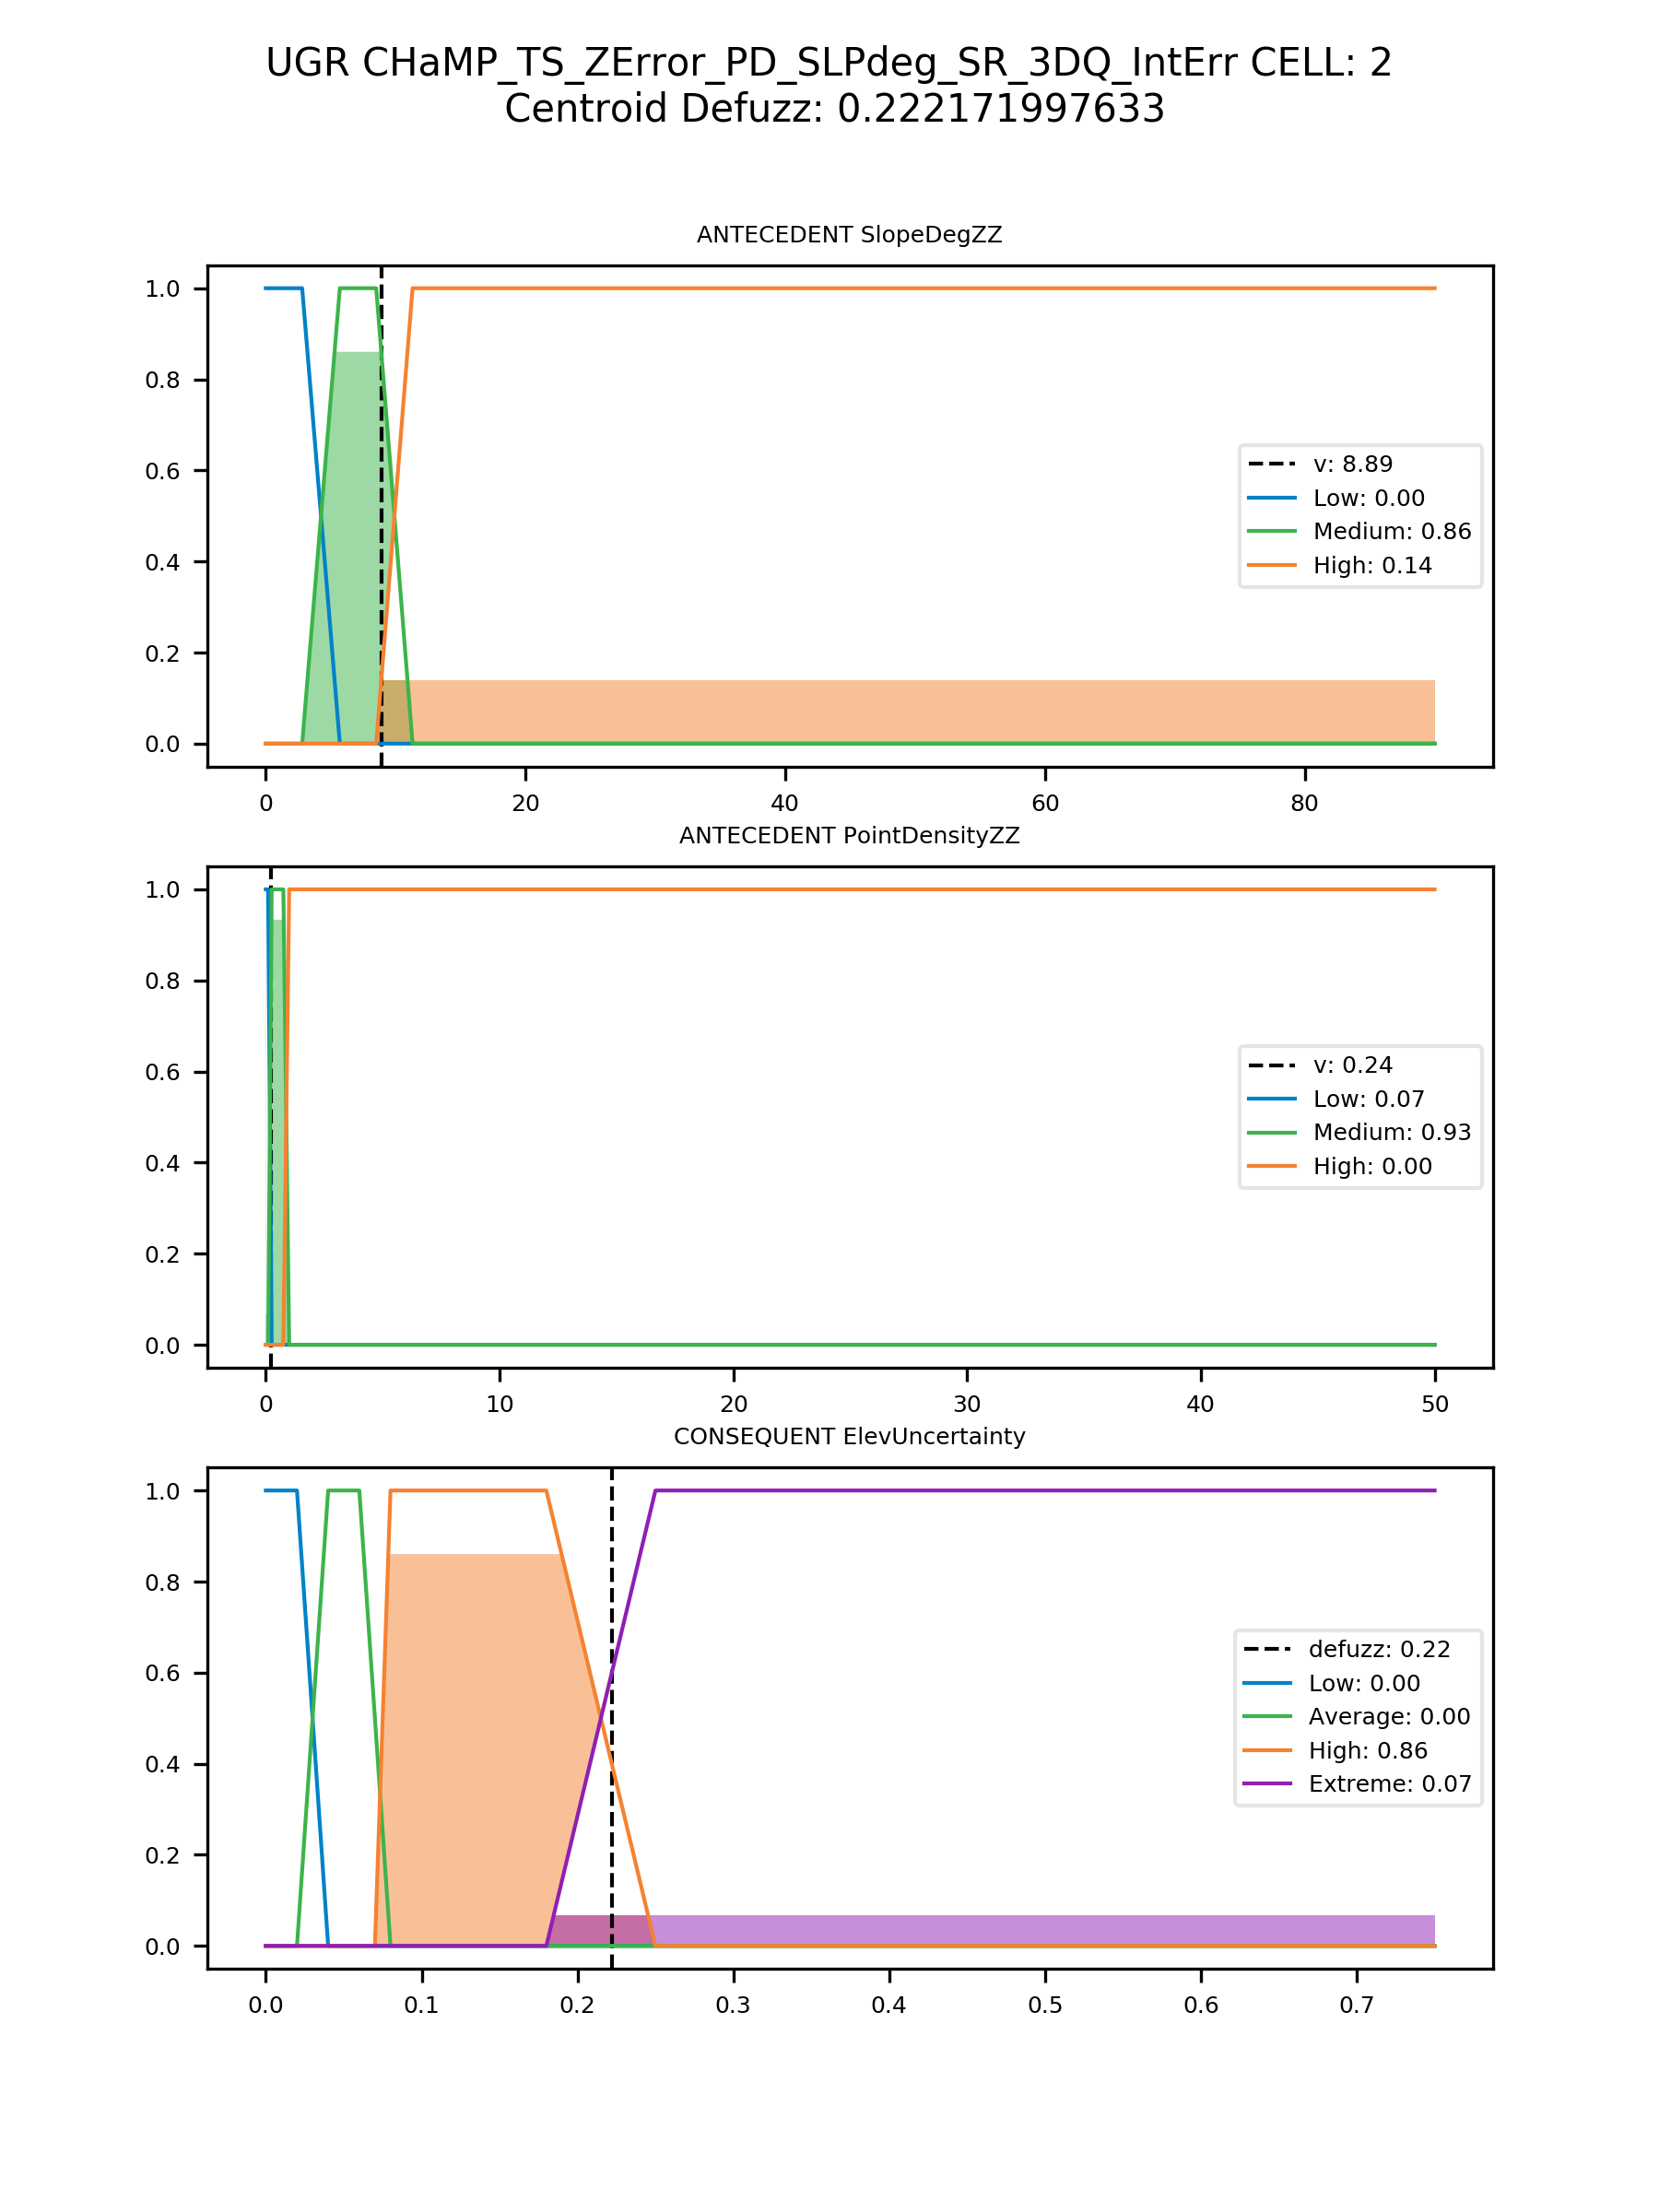 UGR CHaMP_TS_ZError_PD_SLPdeg_SR_3DQ_IntErr CELL: 2
Centroid Defuzz: 0.222171997633
ANTECEDENT SlopeDegZZ
1.0
0.8
0.6
0.4
0.2
0.0
v: 8.89
Low: 0.00
Medium: 0.86
High: 0.14
0 20 40 60 80
ANTECEDENT PointDensityZZ
1.0
0.8
0.6
0.4
0.2
0.0
v: 0.24
Low: 0.07
Medium: 0.93
High: 0.00
0 10 20 30 40 50
CONSEQUENT ElevUncertainty
1.0
0.8
0.6
0.4
0.2
0.0
defuzz: 0.22
Low: 0.00
Average: 0.00
High: 0.86
Extreme: 0.07
0.0 0.1 0.2 0.3 0.4 0.5 0.6 0.7